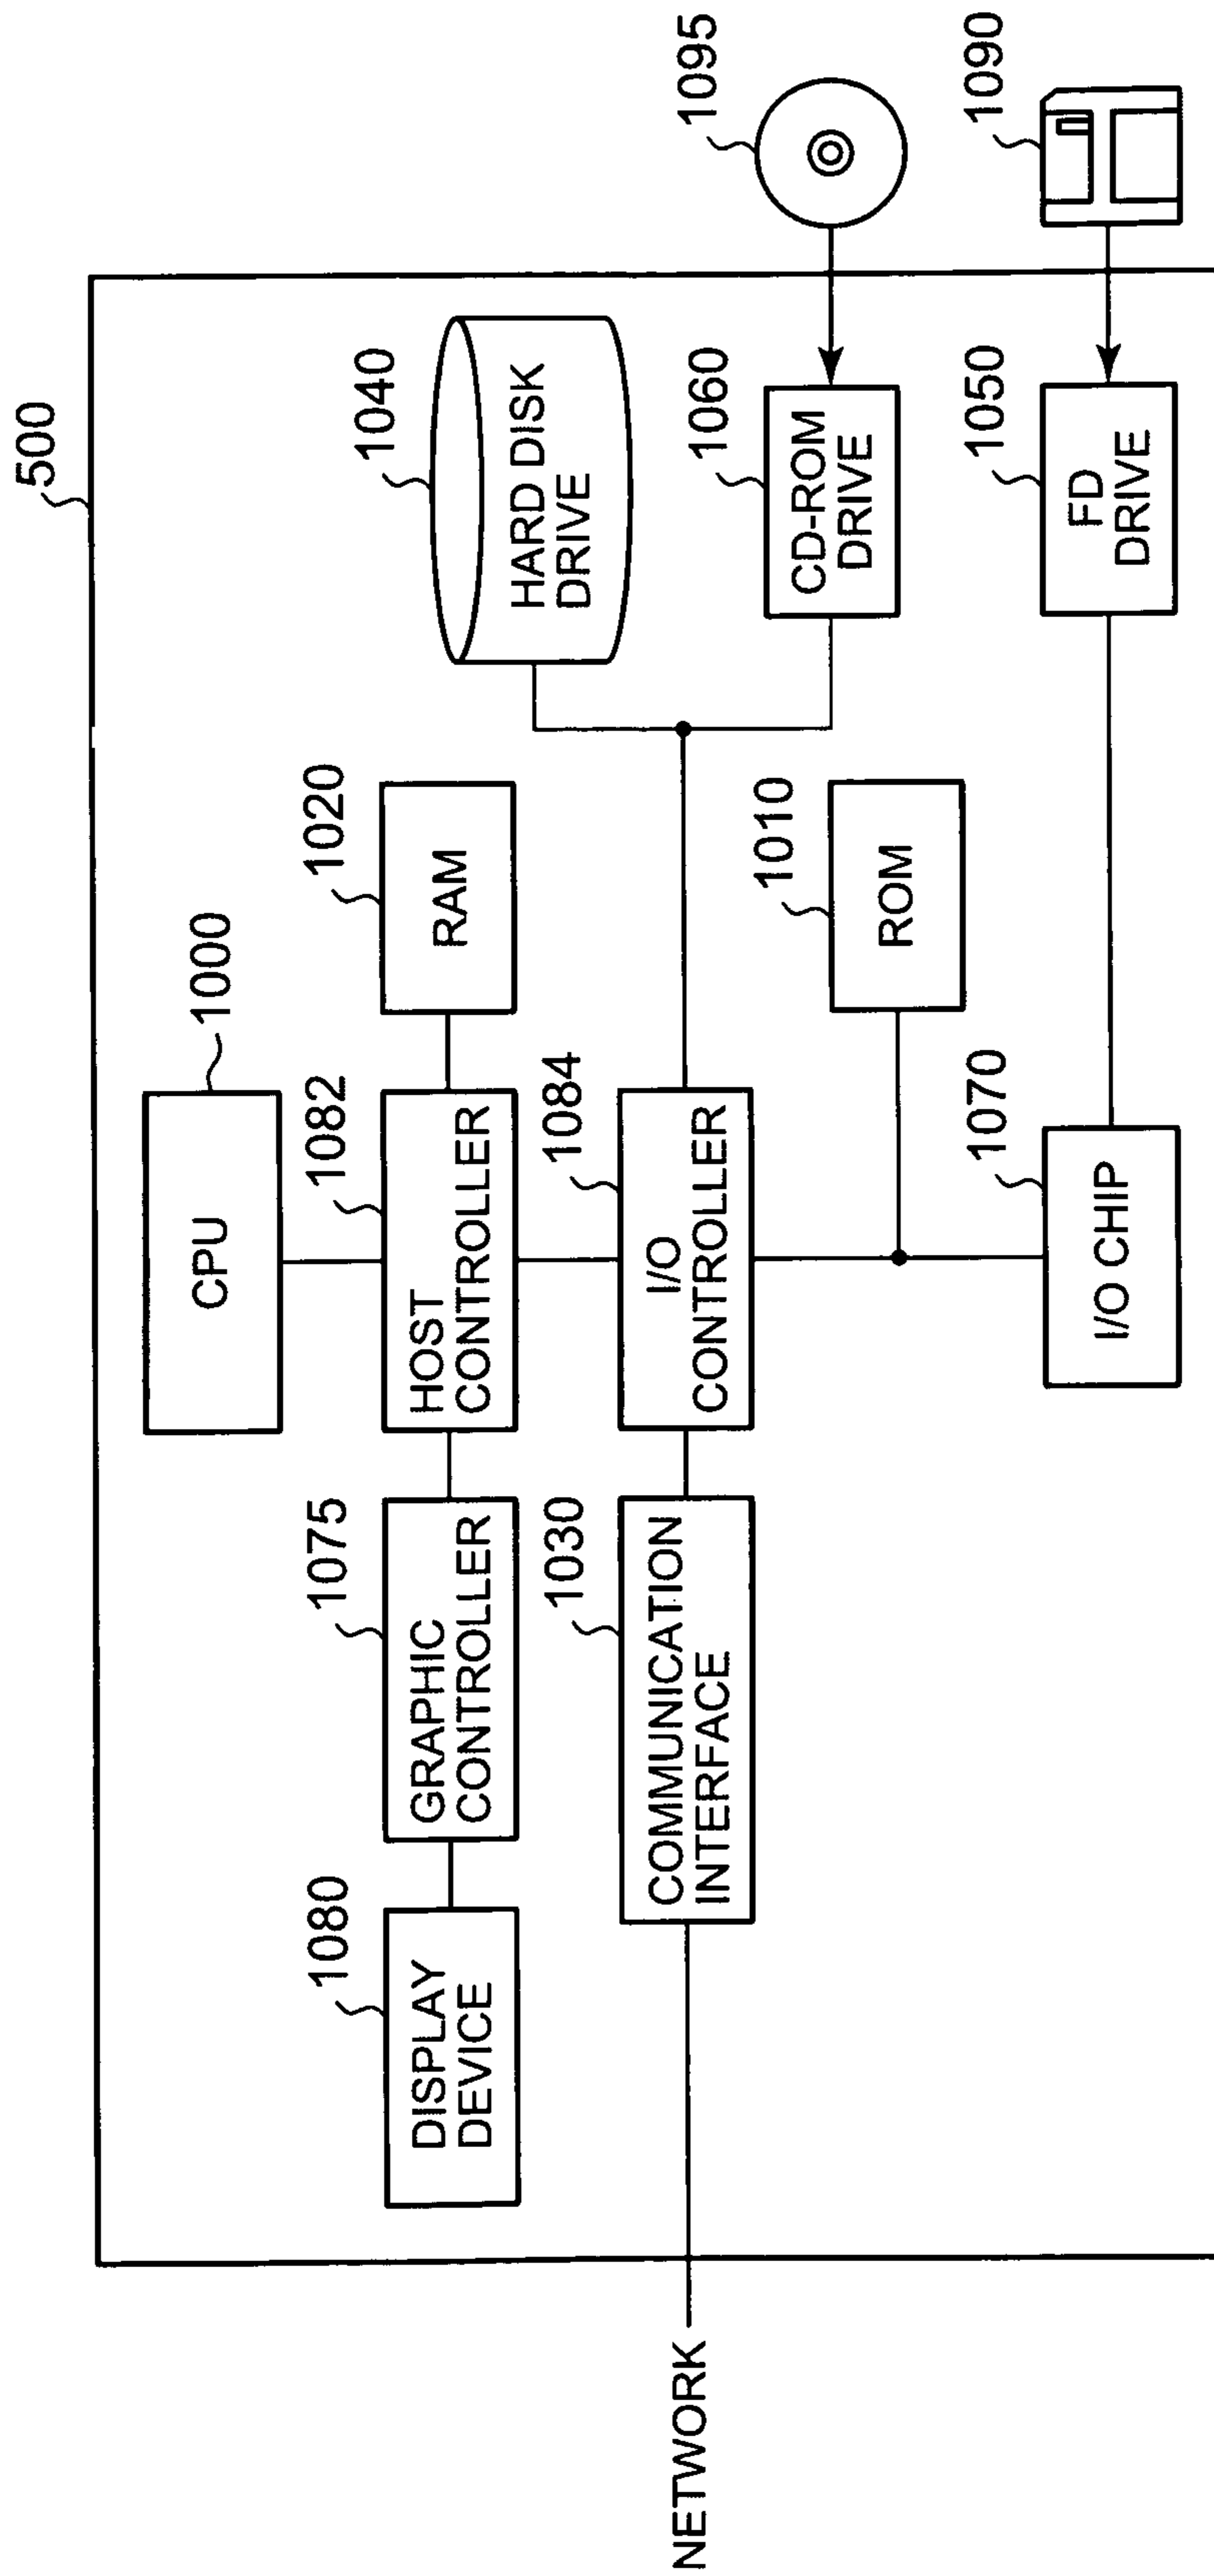 500
CPU
1000
DISPLAY
DEVICE
1080
GRAPHIC
CONTROLLER
1075
HOST
CONTROLLER
1082
RAM
1020
HARD DISK
DRIVE
1040
NETWORK
COMMUNICATION
INTERFACE
1030
I/O
CONTROLLER
1084
CD-ROM
DRIVE
1060
1095
ROM
1010
I/O CHIP
1070
FD
DRIVE
1050
1090